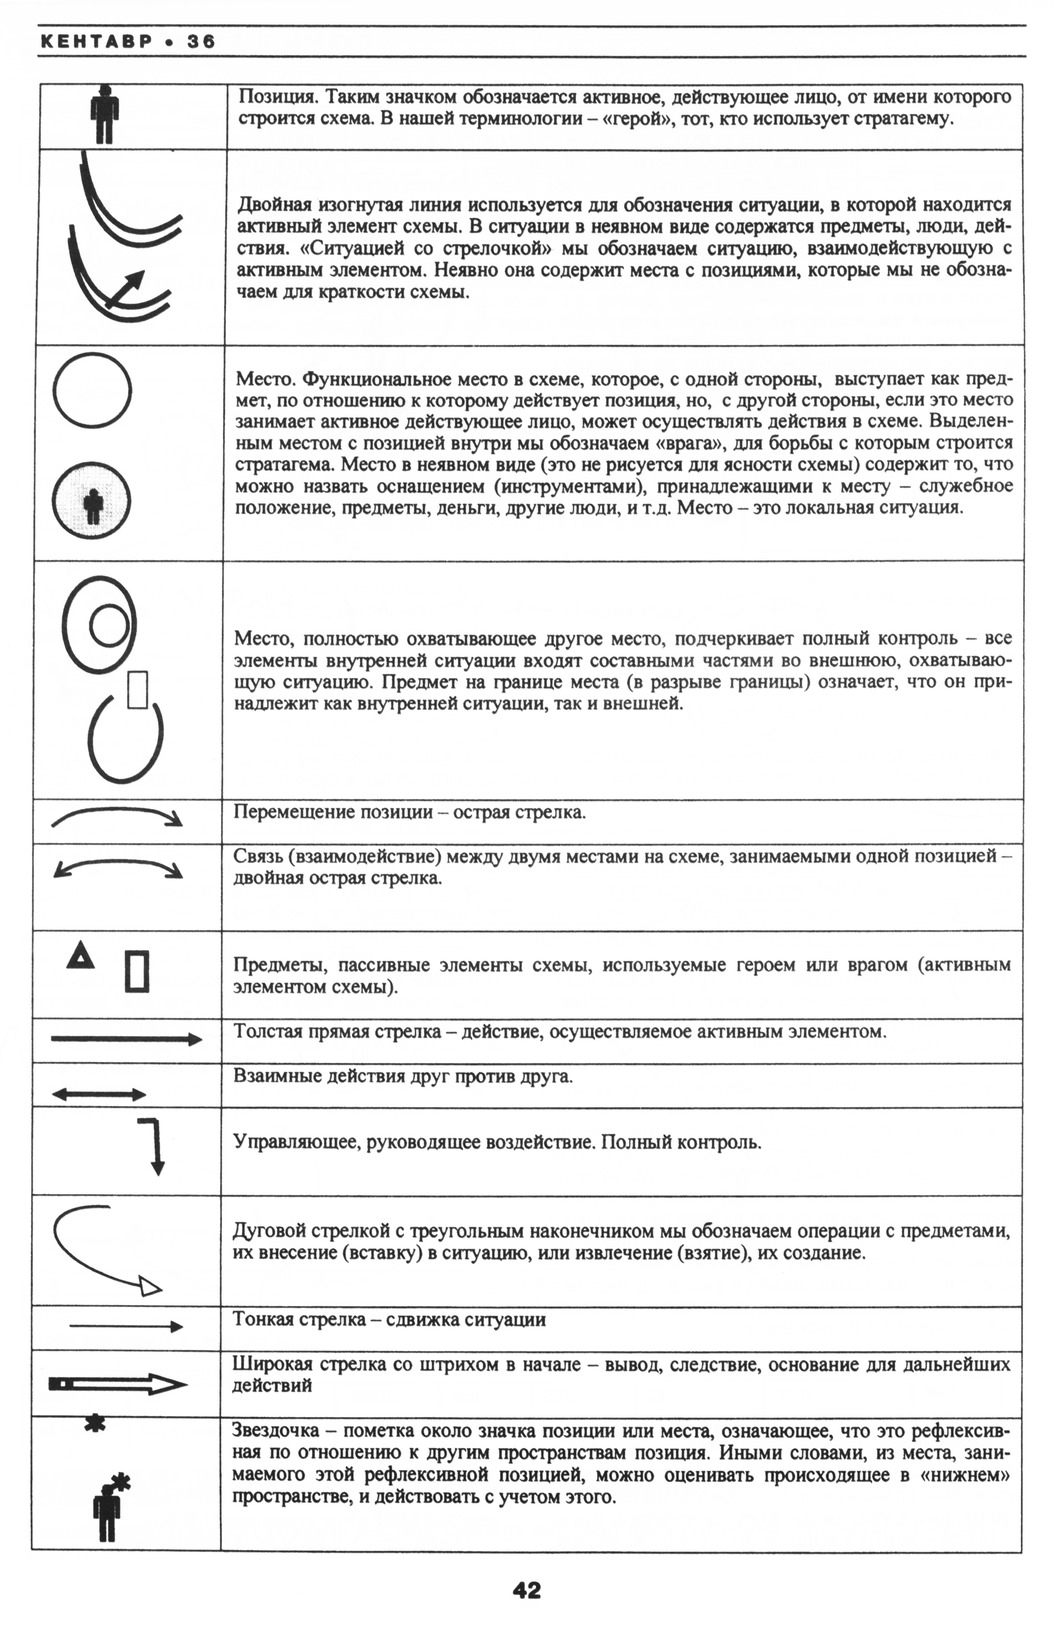 КЕНТАВР • 36
Позиция. Таким значком обозначается активное, действующее лицо, от имени которого
строится схема. В нашей терминологии – «герой», тот, кто использует стратагему.
Двойная изогнутая линия используется для обозначения ситуации, в которой находится
активный элемент схемы. В ситуации в неявном виде содержатся предметы, люди, дей-
ствия. «Ситуацией со стрелочкой» мы обозначаем ситуацию, взаимодействующую с
активным элементом. Неявно она содержит места с позициями, которые мы не обозна-
чаем для краткости схемы.
Место. Функциональное место в схеме, которое, с одной стороны, выступает как пред-
мет, по отношению к которому действует позиция, но, с другой стороны, если это место
занимает активное действующее лицо, может осуществлять действия в схеме. Выделен-
ным местом с позицией внутри мы обозначаем «врага», для борьбы с которым строится
стратагема. Место в неявном виде (это не рисуется для ясности схемы) содержит то, что
можно назвать оснащением (инструментами), принадлежащими к месту – служебное
положение, предметы, деньги, другие люди, и т.д. Место – это локальная ситуация.
Место, полностью охватывающее другое место, подчеркивает полный контроль – все
элементы внутренней ситуации входят составными частями во внешнюю, охватываю-
щую ситуацию. Предмет на границе места (в разрыве границы) означает, что он при-
надлежит как внутренней ситуации, так и внешней.
Перемещение позиции – острая стрелка.
Связь (взаимодействие) между двумя местами на схеме, занимаемыми одной позицией –
двойная острая стрелка.
Предметы, пассивные элементы схемы, используемые героем или врагом (активным
элементом схемы).
Толстая прямая стрелка – действие, осуществляемое активным элементом.
Взаимные действия друг против друга.
Управляющее, руководящее воздействие. Полный контроль.
Дуговой стрелкой с треугольным наконечником мы обозначаем операции с предметами,
их внесение (вставку) в ситуацию, или извлечение (взятие), их создание.
Тонкая стрелка – сдвижка ситуации
Широкая стрелка со штрихом в начале – вывод, следствие, основание для дальнейших
действий
Звездочка – пометка около значка позиции или места, означающее, что это рефлексив-
ная по отношению к другим пространствам позиция. Иными словами, из места, зани-
маемого этой рефлексивной позицией, можно оценивать происходящее в «нижнем»
пространстве, и действовать с учетом этого.
42